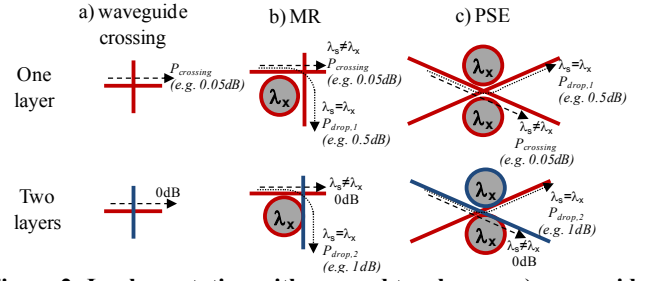 a) waveguide crossing
b) MR
c) PSE
One layer
P_crossing
(e.g. 0.05dB)
λs≠λx
P_crossing
(e.g. 0.05dB)
λx
λs=λx
P_drop,1
(e.g. 0.5dB)
λx
λx
λs=λx
P_drop,1
(e.g. 0.5dB)
λs≠λx
P_crossing
(e.g. 0.05dB)
Two layers
0dB
λs≠λx
0dB
λx
λs=λx
P_drop,2
(e.g. 1dB)
λx
λx
λs=λx
P_drop,2
(e.g. 1dB)
λs≠λx
0dB